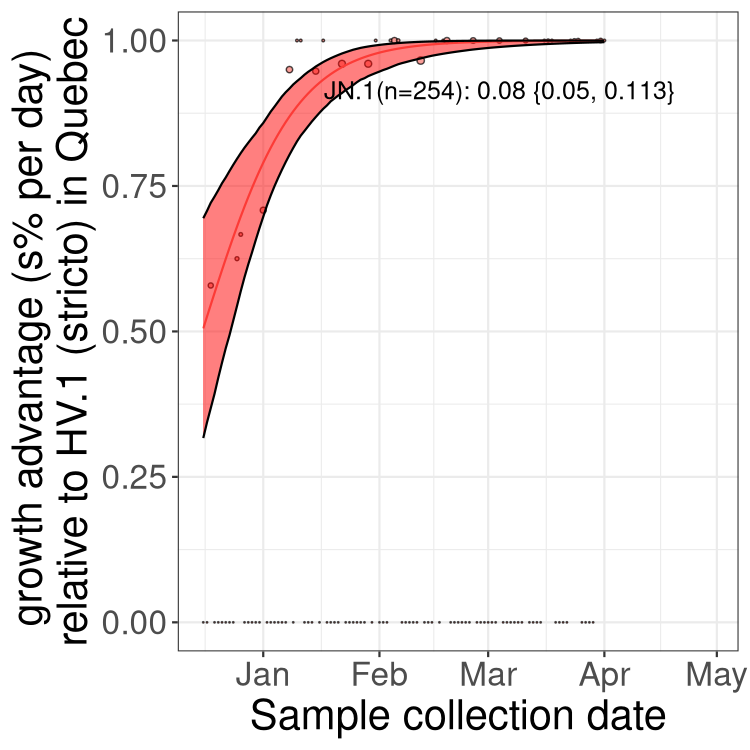 growth advantage (s% per day)
relative to HV.1 (stricto) in Quebec
1.00
0.75
0.50
0.25
0.00
JN.1(n=254): 0.08 {0.05, 0.113}
Jan
Feb
Mar
Apr
May
Sample collection date